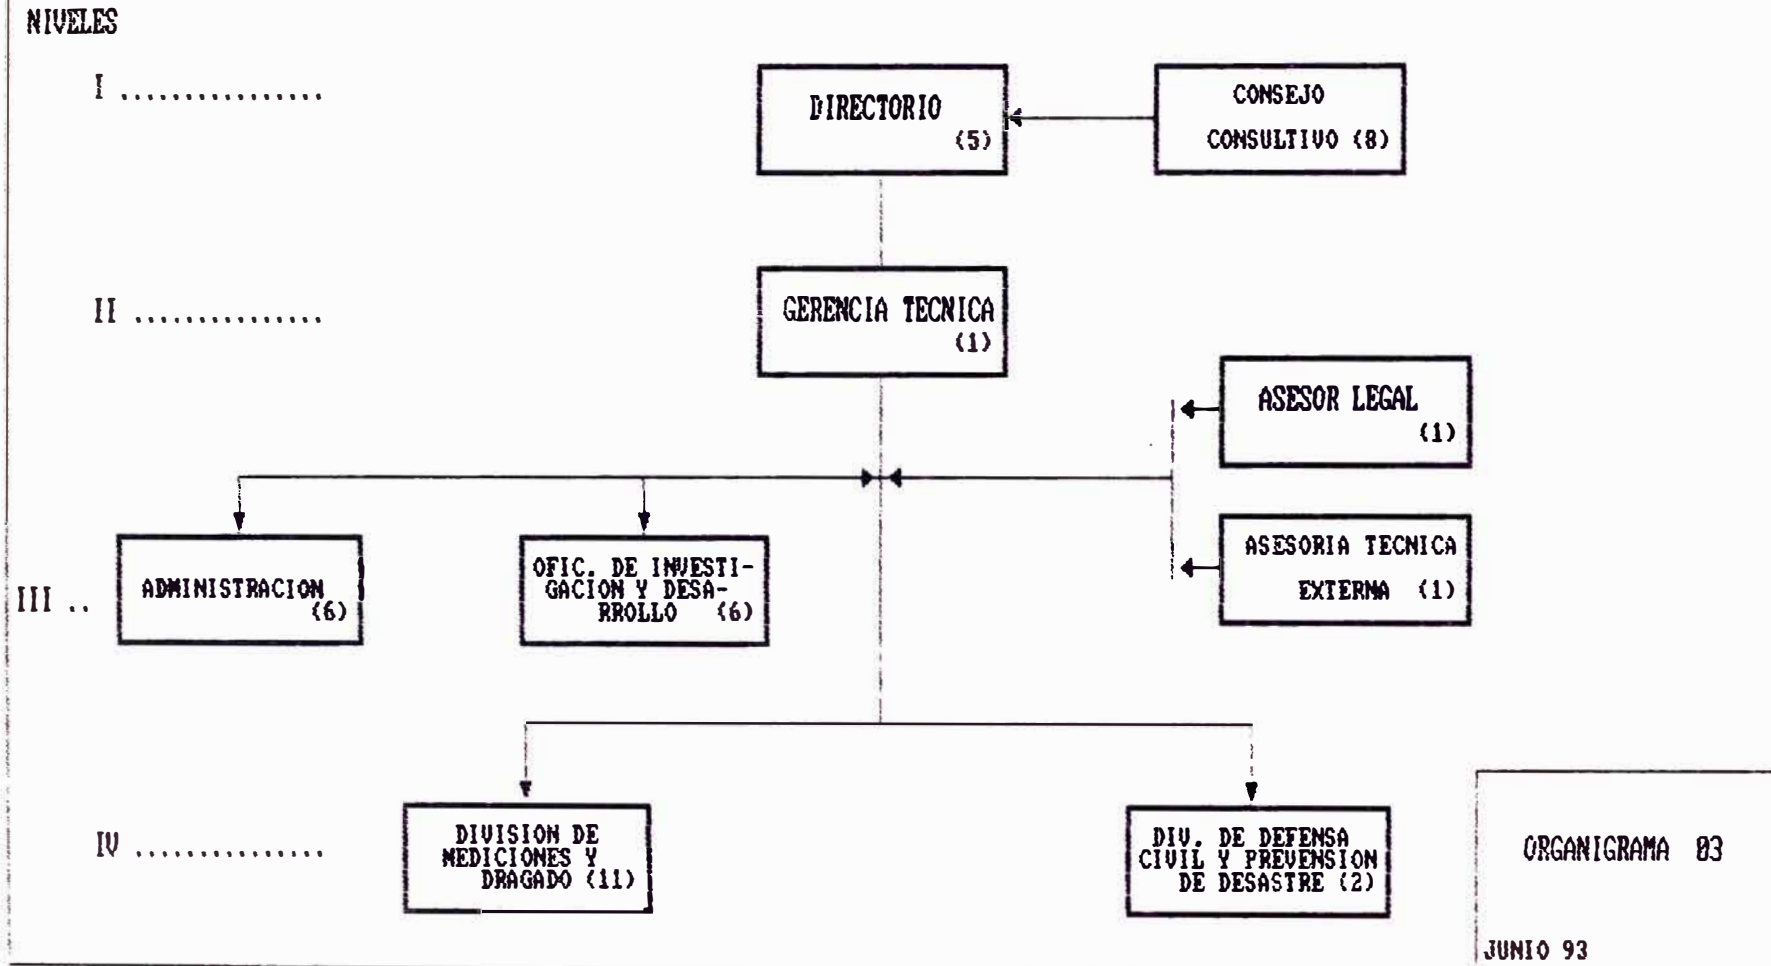 NIVELES
I ................
DIRECTORIO
(5)
CONSEJO
CONSULTIVO (8)
II ...............
GERENCIA TECNICA
(1)
ASESOR LEGAL
(1)
ASESORIA TECNICA
EXTERNA (1)
III ..
ADMINISTRACION
(6)
OFIC. DE INVESTI-
GACION Y DESA-
RROLLO (6)
IV ...............
DIVISION DE
MEDICIONES Y
DRAGADO (11)
DIV. DE DEFENSA
CIVIL Y PREVENSION
DE DESASTRE (2)
ORGANIGRAMA 03
JUNIO 93